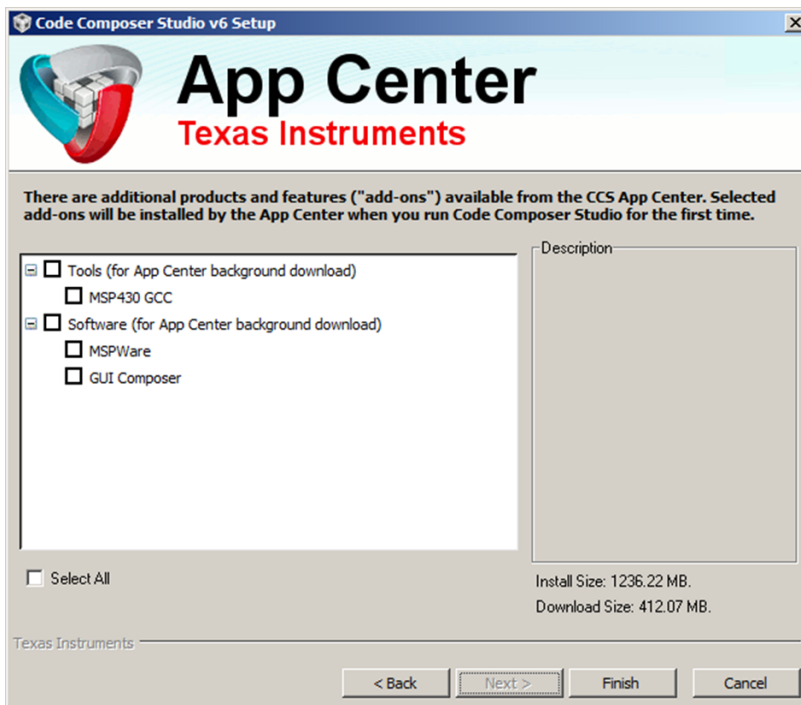 Code Composer Studio v6 Setup
App Center
Texas Instruments
There are additional products and features ("add-ons") available from the CCS App Center. Selected
add-ons will be installed by the App Center when you run Code Composer Studio for the first time.
Tools (for App Center background download)
MSP430 GCC
Software (for App Center background download)
MSPWare
GUI Composer
Description
Select All
Install Size: 1236.22 MB.
Download Size: 412.07 MB.
Texas Instruments
< Back
Next >
Finish
Cancel